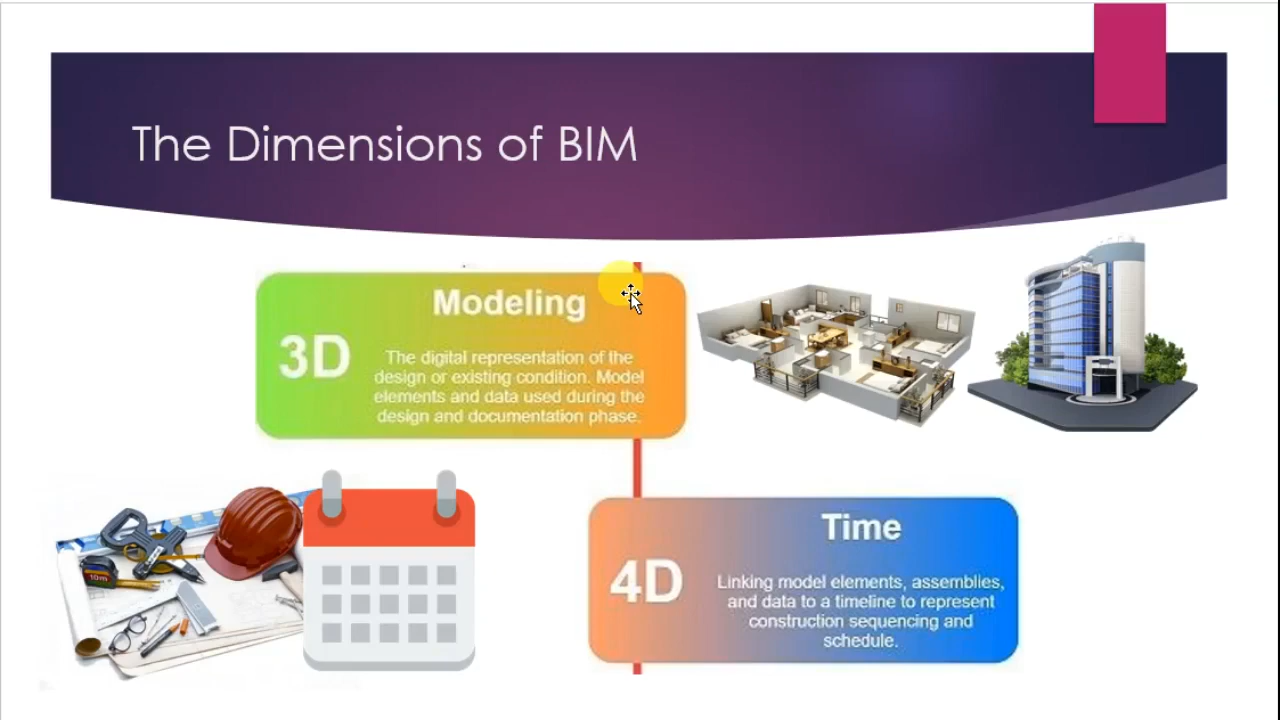 The Dimensions of BIM
Modeling
3D
The digital representation of the
design or existing condition. Model
elements and data used during the
design and documentation phase.
Time
4D
Linking model elements, assemblies,
and data to a timeline to represent
construction sequencing and
schedule.
10m